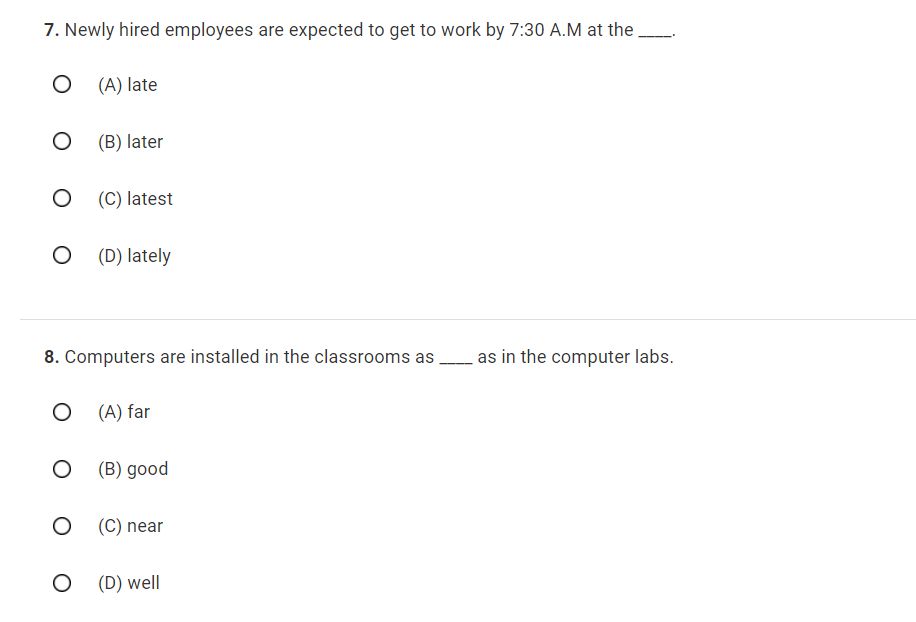 7. Newly hired employees are expected to get to work by 7:30 A.M at the ____.
(A) late
(B) later
(C) latest
(D) lately
8. Computers are installed in the classrooms as ____ as in the computer labs.
(A) far
(B) good
(C) near
(D) well